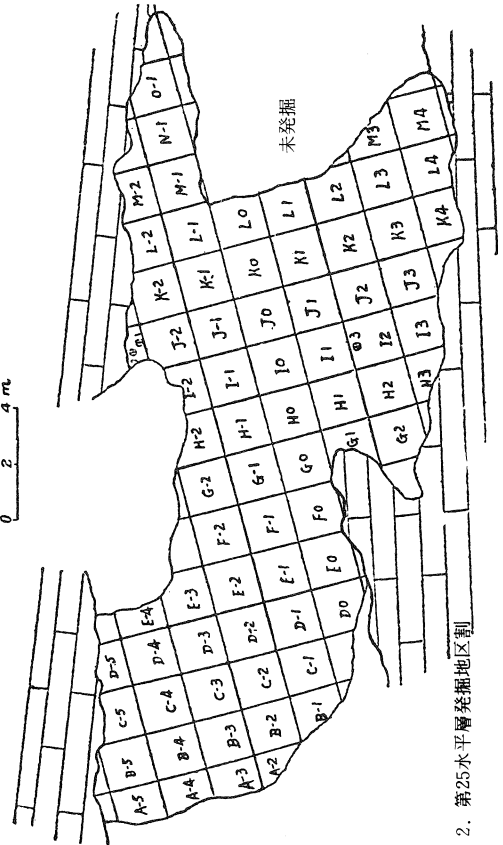 0 2 4 m
A-5 B-5 C-5 D-5
A-4 B-4 C-4 D-4 E-4
A-3 B-3 C-3 D-3 E-3
A-2 B-2 C-2 D-2 E-2 F-2 G-2 H-2 I-2 J-2 K-2 L-2 M-2
B-1 C-1 D-1 E-1 F-1 G-1 H-1 I-1 J-1 K-1 L-1 M-1 N-1 O-1
D0 E0 F0 G0 H0 I0 J0 K0 L0
G1 H1 I1 J1 K1 L1
G2 H2 I2 J2 K2 L2
H3 I3 J3 K3 L3 M3
K4 L4 M4
未発掘
2. 第25水平層発掘地区割